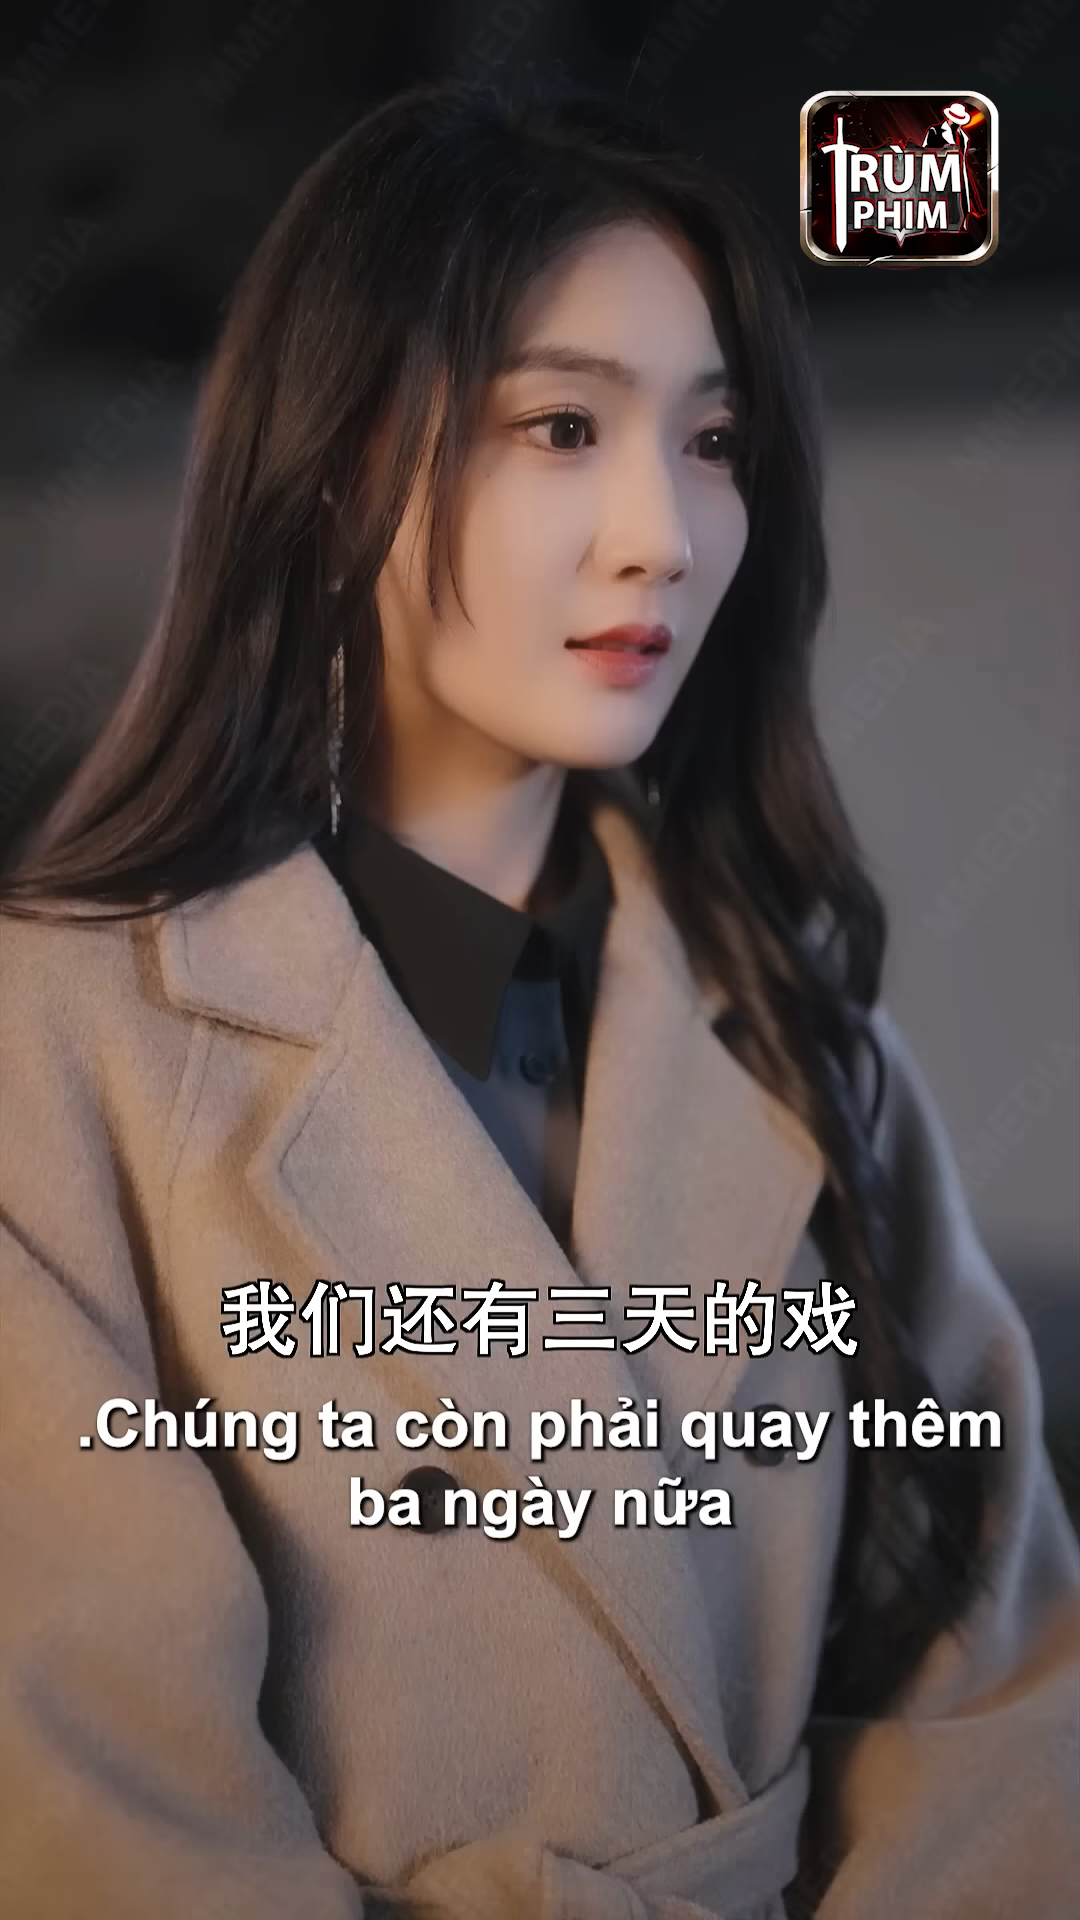 TRÙM
PHIM
我们还有三天的戏
.Chúng ta còn phải quay thêm
ba ngày nữa
MMEDIA